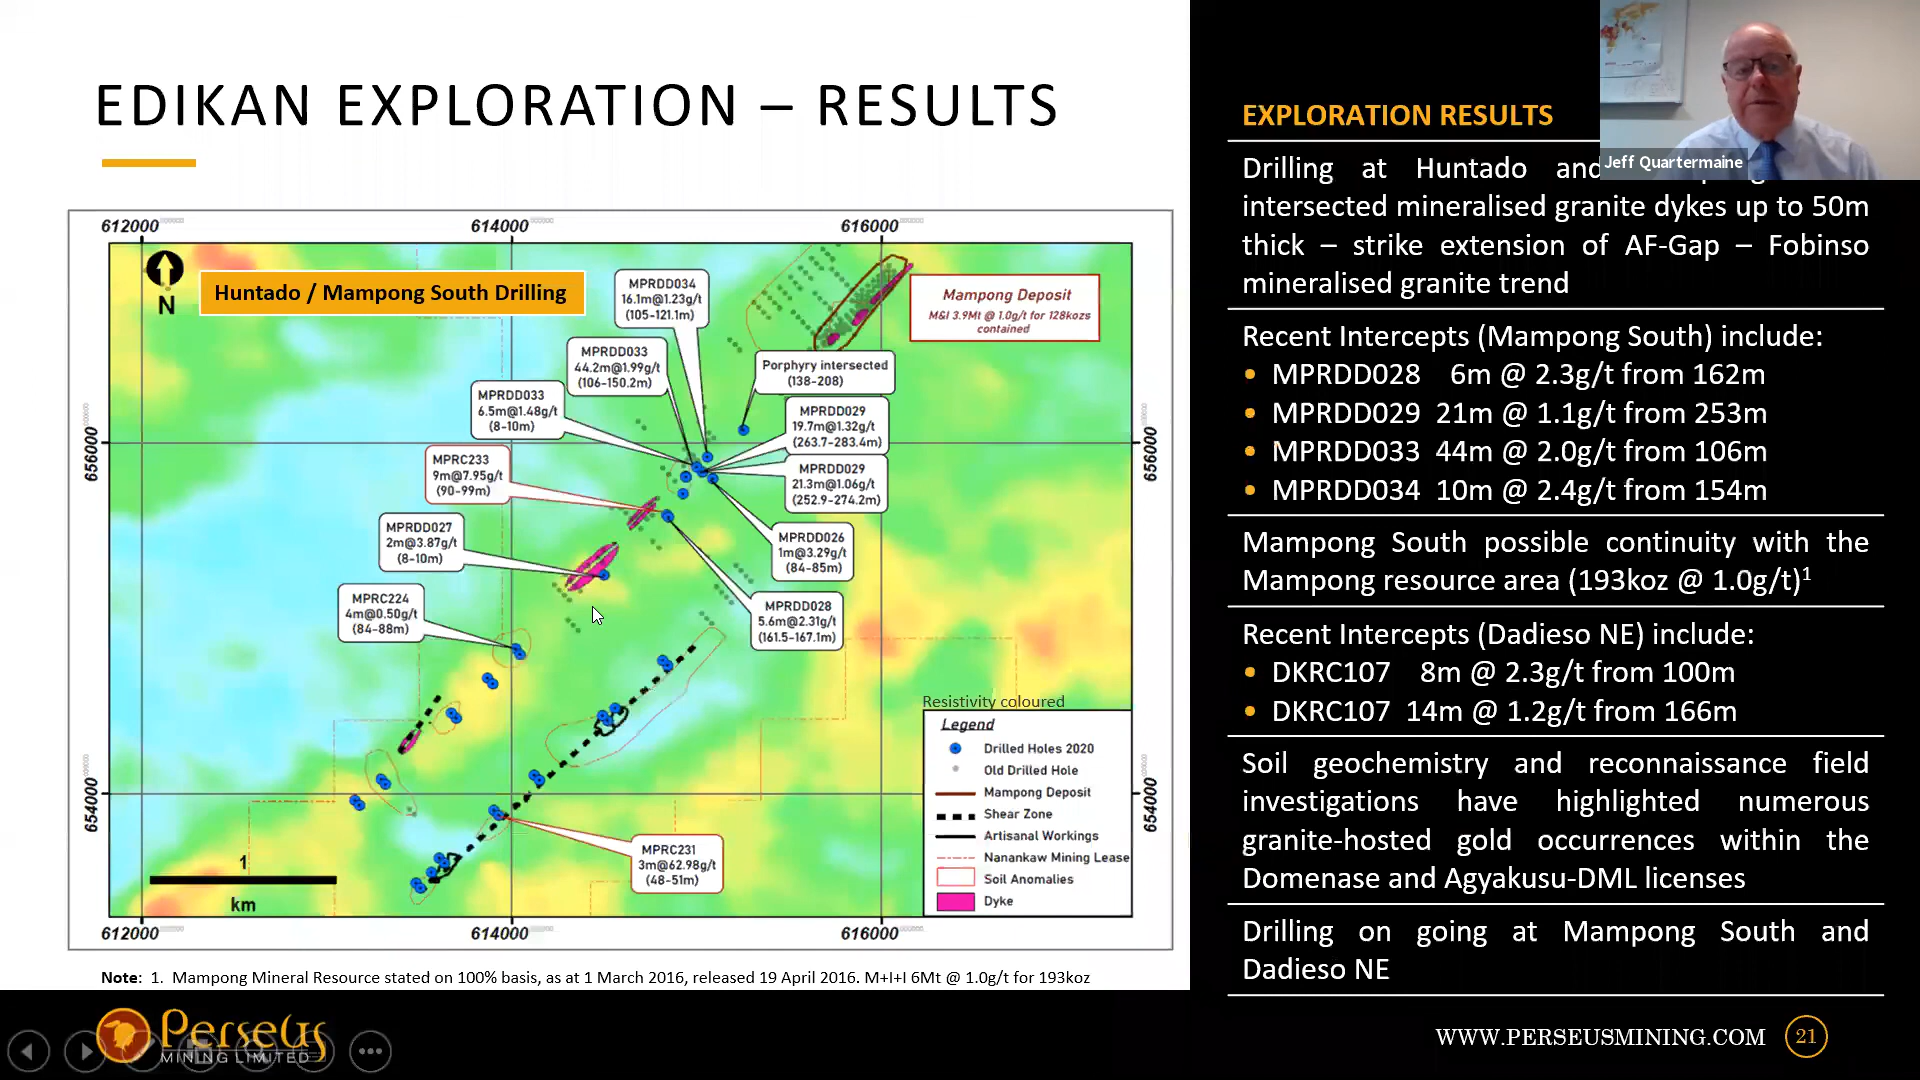 EDIKAN EXPLORATION – RESULTS
612000
614000
616000
N
Huntado / Mampong South Drilling
MPRDD034
16.1m@1.23g/t
(105-121.1m)
Mampong Deposit
M&I 3.9Mt @ 1.0g/t for 128kozs
contained
MPRDD033
44.2m@1.99g/t
(106-150.2m)
Porphyry intersected
(138-208)
MPRDD033
6.5m@1.48g/t
(8-10m)
MPRDD029
19.7m@1.32g/t
(263.7-283.4m)
656000
656000
MPRC233
9m@7.95g/t
(90-99m)
MPRDD029
21.3m@1.06g/t
(252.9-274.2m)
MPRDD027
2m@3.87g/t
(8-10m)
MPRDD026
1m@3.29g/t
(84-85m)
MPRC224
4m@0.50g/t
(84-88m)
MPRDD028
5.6m@2.31g/t
(161.5-167.1m)
Resistivity coloured
Legend
Drilled Holes 2020
Old Drilled Hole
Mampong Deposit
Shear Zone
Artisanal Workings
Nanankaw Mining Lease
Soil Anomalies
Dyke
654000
654000
MPRC231
3m@62.98g/t
(48-51m)
1
km
612000
614000
616000
Note: 1. Mampong Mineral Resource stated on 100% basis, as at 1 March 2016, released 19 April 2016. M+I+I 6Mt @ 1.0g/t for 193koz
EXPLORATION RESULTS
Jeff Quartermaine
Drilling at Huntado and
intersected mineralised granite dykes up to 50m
thick – strike extension of AF-Gap – Fobinso
mineralised granite trend
Recent Intercepts (Mampong South) include:
• MPRDD028 6m @ 2.3g/t from 162m
• MPRDD029 21m @ 1.1g/t from 253m
• MPRDD033 44m @ 2.0g/t from 106m
• MPRDD034 10m @ 2.4g/t from 154m
Mampong South possible continuity with the
Mampong resource area (193koz @ 1.0g/t)¹
Recent Intercepts (Dadieso NE) include:
• DKRC107 8m @ 2.3g/t from 100m
• DKRC107 14m @ 1.2g/t from 166m
Soil geochemistry and reconnaissance field
investigations have highlighted numerous
granite-hosted gold occurrences within the
Domenase and Agyakusu-DML licenses
Drilling on going at Mampong South and
Dadieso NE
Perseus
MINING LIMITED
WWW.PERSEUSMINING.COM
21